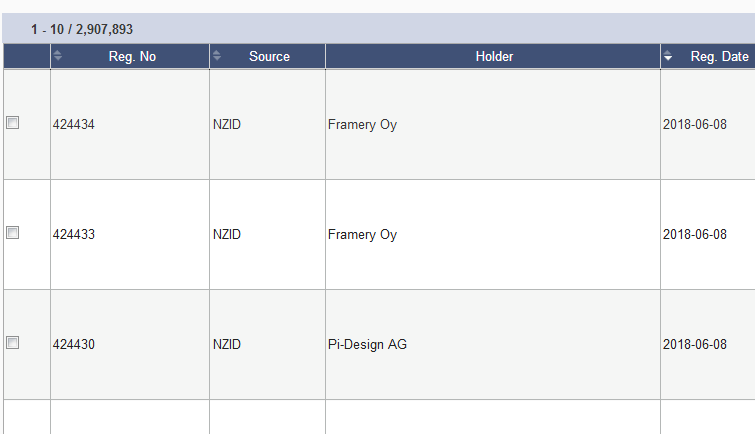 1 - 10 / 2,907,893
Reg. No Source Holder Reg. Date
424434 NZID Framery Oy 2018-06-08
424433 NZID Framery Oy 2018-06-08
424430 NZID Pi-Design AG 2018-06-08